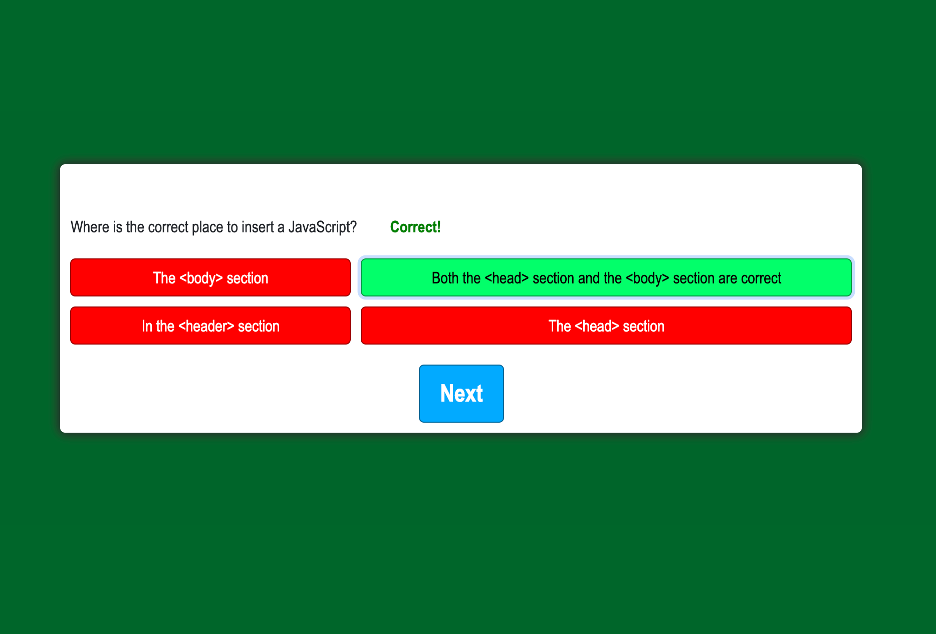 Where is the correct place to insert a JavaScript? Correct!
The <body> section
Both the <head> section and the <body> section are correct
In the <header> section
The <head> section
Next